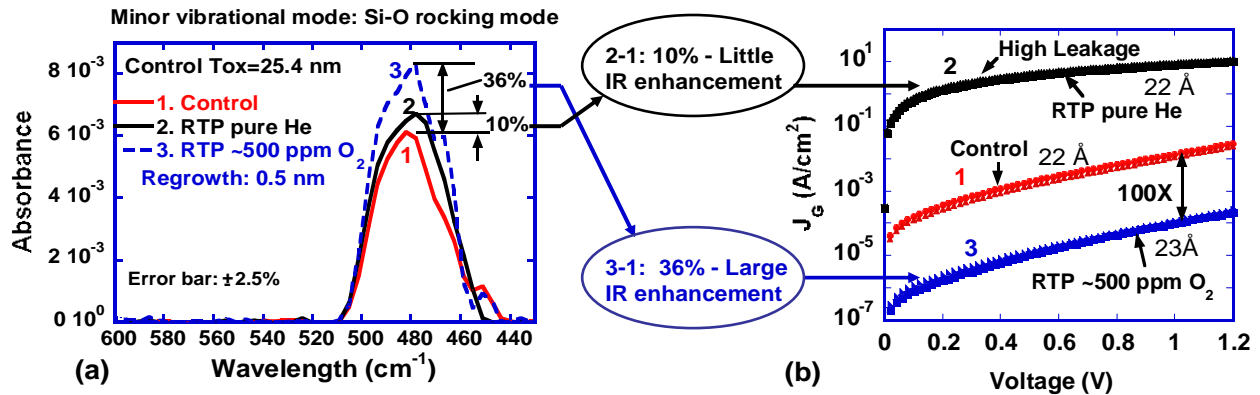 Minor vibrational mode: Si-O rocking mode
Absorbance
8 10⁻³
6 10⁻³
4 10⁻³
2 10⁻³
0 10⁰
Control Tox=25.4 nm
1. Control
2. RTP pure He
3. RTP ~500 ppm O₂
Regrowth: 0.5 nm
Error bar: ±2.5%
3
2
1
36%
10%
600 580 560 540 520 500 480 460 440
Wavelength (cm⁻¹)
(a)
2-1: 10% - Little
IR enhancement
3-1: 36% - Large
IR enhancement
J_G (A/cm²)
10¹
10⁻¹
10⁻³
10⁻⁵
10⁻⁷
2
High Leakage
22 Å
RTP pure He
Control
22 Å
1
100X
3
23Å
RTP ~500 ppm O₂
0 0.2 0.4 0.6 0.8 1 1.2
Voltage (V)
(b)